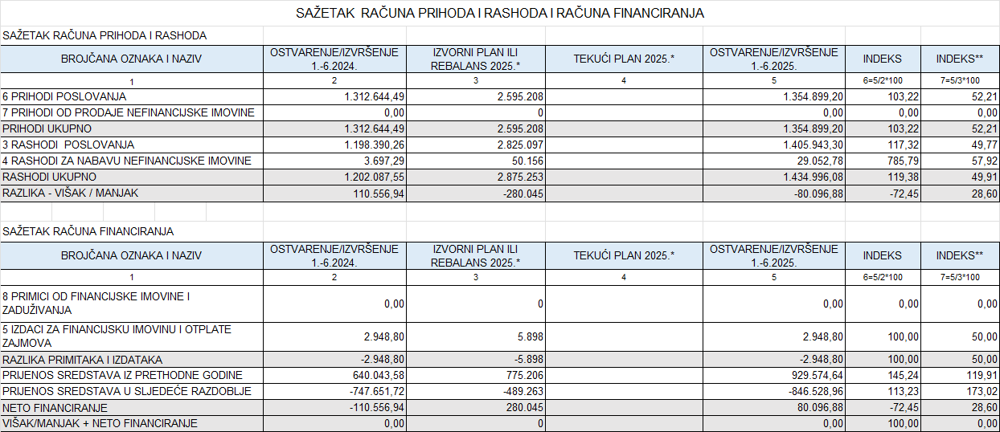 SAŽETAK RAČUNA PRIHODA I RASHODA I RAČUNA FINANCIRANJA
SAŽETAK RAČUNA PRIHODA I RASHODA
BROJČANA OZNAKA I NAZIV OSTVARENJE/IZVRŠENJE 1.-6.2024. IZVORNI PLAN ILI REBALANS 2025.* TEKUĆI PLAN 2025.* OSTVARENJE/IZVRŠENJE 1.-6.2025. INDEKS INDEKS**
1 2 3 4 5 6=5/2*100 7=5/3*100
6 PRIHODI POSLOVANJA 1.312.644,49 2.595.208 1.354.899,20 103,22 52,21
7 PRIHODI OD PRODAJE NEFINANCIJSKE IMOVINE 0,00 0 0,00 0,00 0,00
PRIHODI UKUPNO 1.312.644,49 2.595.208 1.354.899,20 103,22 52,21
3 RASHODI  POSLOVANJA 1.198.390,26 2.825.097 1.405.943,30 117,32 49,77
4 RASHODI ZA NABAVU NEFINANCIJSKE IMOVINE 3.697,29 50.156 29.052,78 785,79 57,92
RASHODI UKUPNO 1.202.087,55 2.875.253 1.434.996,08 119,38 49,91
RAZLIKA - VIŠAK / MANJAK 110.556,94 -280.045 -80.096,88 -72,45 28,60
SAŽETAK RAČUNA FINANCIRANJA
BROJČANA OZNAKA I NAZIV OSTVARENJE/IZVRŠENJE 1.-6.2024. IZVORNI PLAN ILI REBALANS 2025.* TEKUĆI PLAN 2025.* OSTVARENJE/IZVRŠENJE 1.-6.2025. INDEKS INDEKS**
1 2 3 4 5 6=5/2*100 7=5/3*100
8 PRIMICI OD FINANCIJSKE IMOVINE I ZADUŽIVANJA 0,00 0 0,00 0,00 0,00
5 IZDACI ZA FINANCIJSKU IMOVINU I OTPLATE ZAJMOVA 2.948,80 5.898 2.948,80 100,00 50,00
RAZLIKA PRIMITAKA I IZDATAKA -2.948,80 -5.898 -2.948,80 100,00 50,00
PRIJENOS SREDSTAVA IZ PRETHODNE GODINE 640.043,58 775.206 929.574,64 145,24 119,91
PRIJENOS SREDSTAVA U SLJEDEĆE RAZDOBLJE -747.651,72 -489.263 -846.528,96 113,23 173,02
NETO FINANCIRANJE -110.556,94 280.045 80.096,88 -72,45 28,60
VIŠAK/MANJAK + NETO FINANCIRANJE 0,00 0 0,00 100,00 0,00